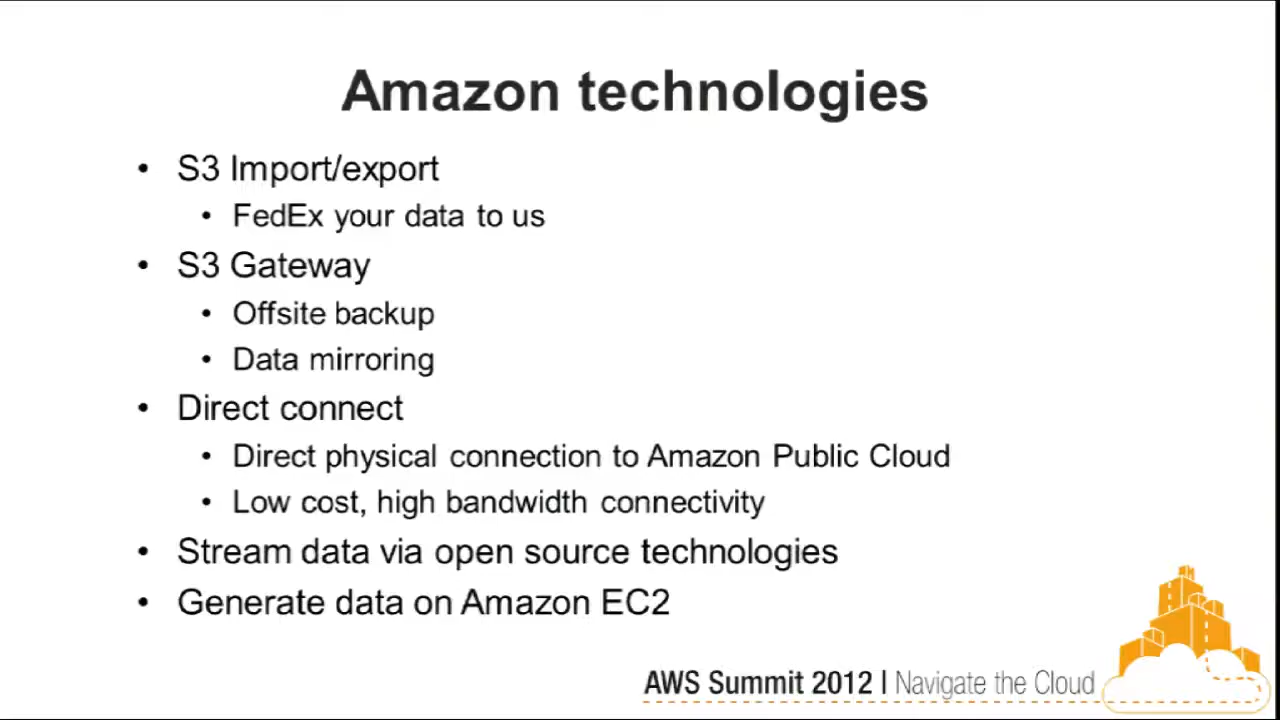 Amazon technologies
• S3 Import/export
• FedEx your data to us
• S3 Gateway
• Offsite backup
• Data mirroring
• Direct connect
• Direct physical connection to Amazon Public Cloud
• Low cost, high bandwidth connectivity
• Stream data via open source technologies
• Generate data on Amazon EC2
AWS Summit 2012 | Navigate the Cloud